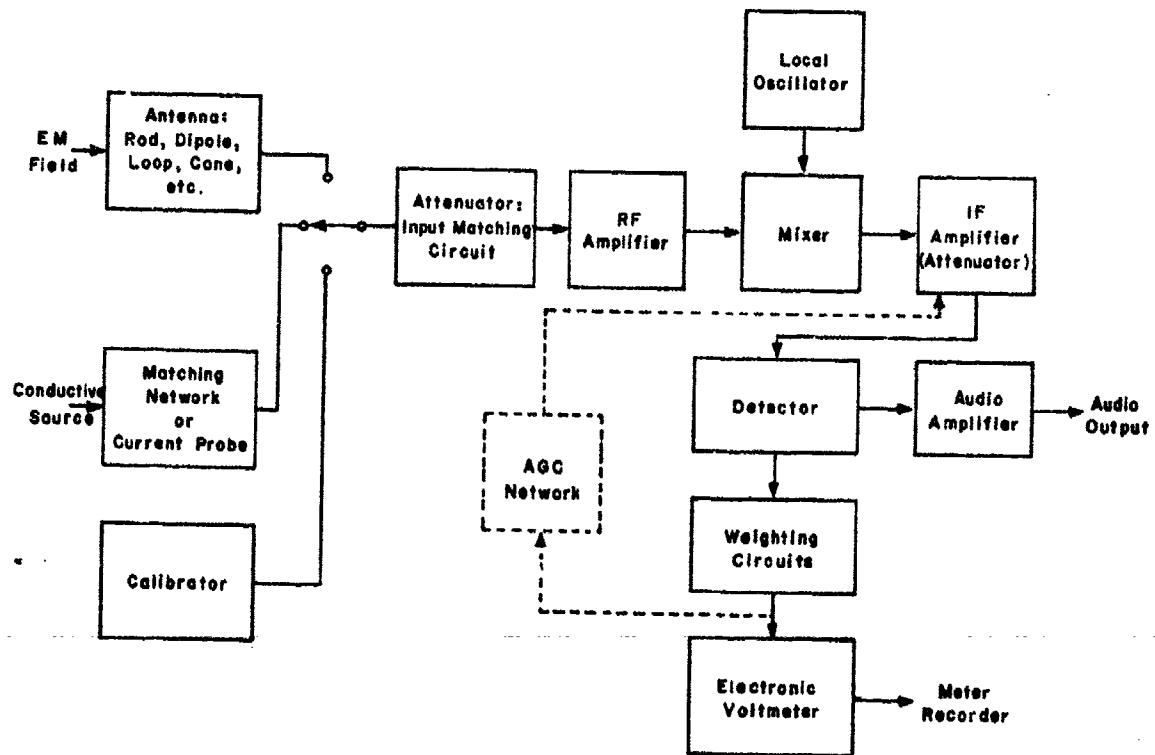 Local
Oscillator
EM
Field
Antenna:
Rod, Dipole,
Loop, Cone,
etc.
Attenuator:
Input Matching
Circuit
RF
Amplifier
Mixer
IF
Amplifier
(Attenuator)
Conductive
Source
Matching
Network
or
Current Probe
Detector
Audio
Amplifier
Audio
Output
AGC
Network
Weighting
Circuits
Calibrator
Electronic
Voltmeter
Meter
Recorder